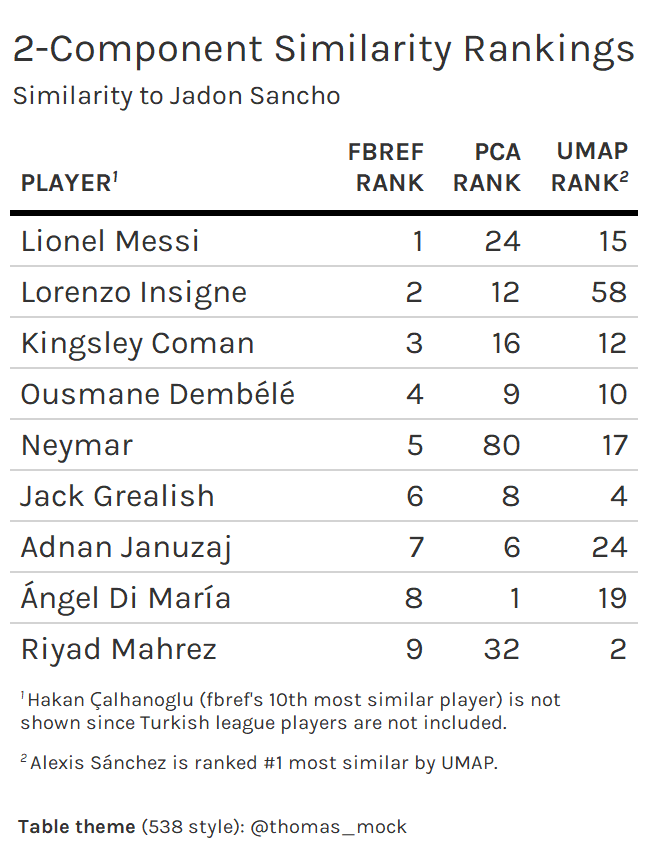 2-Component Similarity Rankings
Similarity to Jadon Sancho
PLAYER¹ FBREF RANK PCA RANK UMAP RANK²
Lionel Messi 1 24 15
Lorenzo Insigne 2 12 58
Kingsley Coman 3 16 12
Ousmane Dembélé 4 9 10
Neymar 5 80 17
Jack Grealish 6 8 4
Adnan Januzaj 7 6 24
Ángel Di María 8 1 19
Riyad Mahrez 9 32 2
¹ Hakan Çalhanoglu (fbref's 10th most similar player) is not
shown since Turkish league players are not included.
² Alexis Sánchez is ranked #1 most similar by UMAP.
Table theme (538 style): @thomas_mock